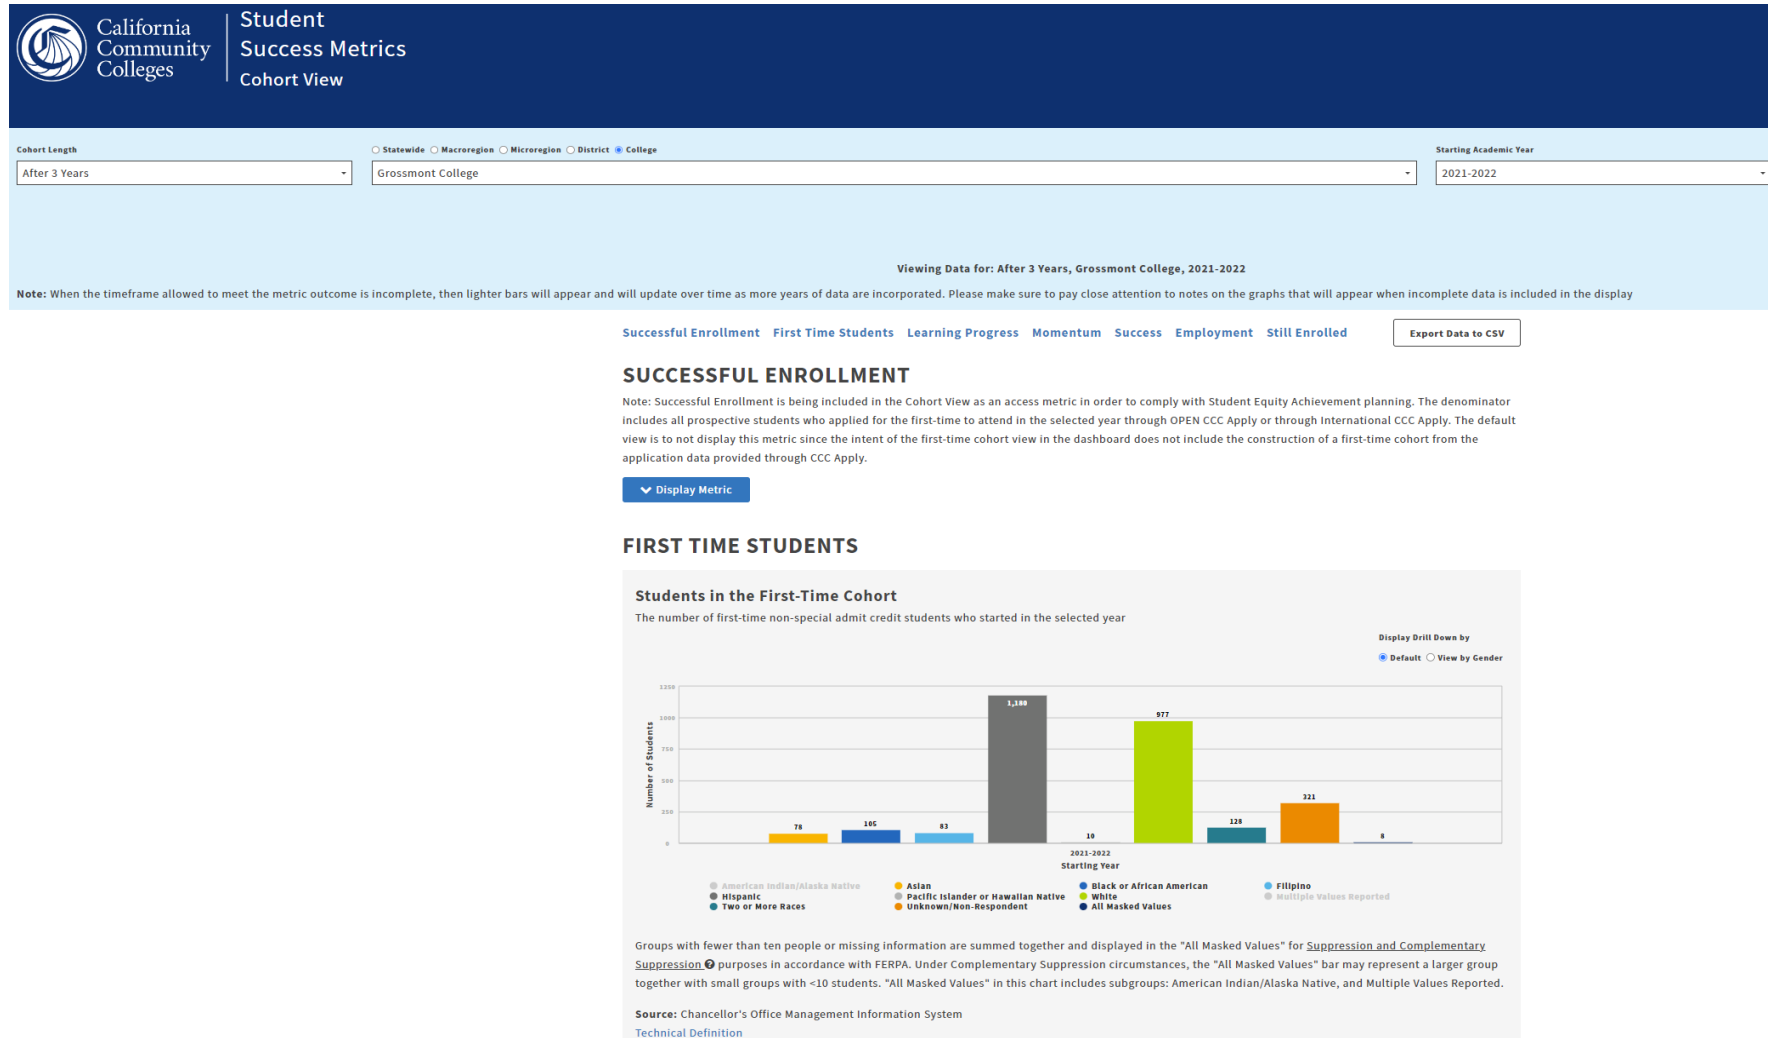 California
Community
Colleges
Student
Success Metrics
Cohort View
Cohort Length
Statewide Macroregion Microregion District College
Starting Academic Year
After 3 Years
Grossmont College
2021-2022
Viewing Data for: After 3 Years, Grossmont College, 2021-2022
Note: When the timeframe allowed to meet the metric outcome is incomplete, then lighter bars will appear and will update over time as more years of data are incorporated. Please make sure to pay close attention to notes on the graphs that will appear when incomplete data is included in the display
Successful Enrollment First Time Students Learning Progress Momentum Success Employment Still Enrolled
Export Data to CSV
SUCCESSFUL ENROLLMENT
Note: Successful Enrollment is being included in the Cohort View as an access metric in order to comply with Student Equity Achievement planning. The denominator
includes all prospective students who applied for the first-time to attend in the selected year through OPEN CCC Apply or through International CCC Apply. The default
view is to not display this metric since the intent of the first-time cohort view in the dashboard does not include the construction of a first-time cohort from the
application data provided through CCC Apply.
Display Metric
FIRST TIME STUDENTS
Students in the First-Time Cohort
The number of first-time non-special admit credit students who started in the selected year
Display Drill Down by
Default View by Gender
Number of Students
1250
1000
750
500
250
0
78
105
83
1,180
10
977
128
321
8
2021-2022
Starting Year
American Indian/Alaska Native Asian Black or African American Filipino
Hispanic Pacific Islander or Hawaiian Native White Multiple Values Reported
Two or More Races Unknown/Non-Respondent All Masked Values
Groups with fewer than ten people or missing information are summed together and displayed in the "All Masked Values" for Suppression and Complementary
Suppression purposes in accordance with FERPA. Under Complementary Suppression circumstances, the "All Masked Values" bar may represent a larger group
together with small groups with <10 students. "All Masked Values" in this chart includes subgroups: American Indian/Alaska Native, and Multiple Values Reported.
Source: Chancellor's Office Management Information System
Technical Definition